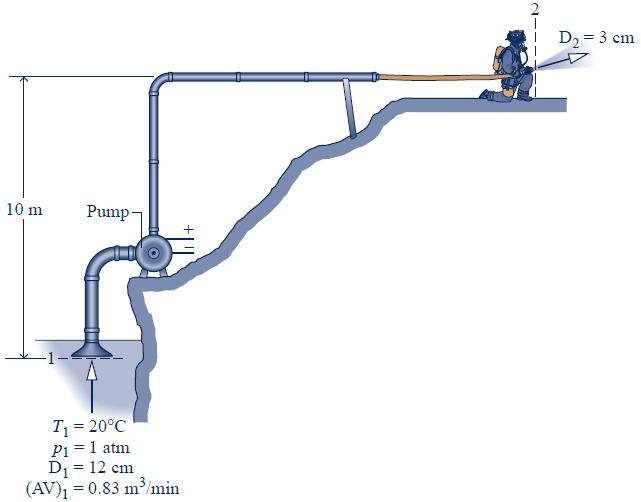 2
D₂ = 3 cm
10 m
Pump
+
–
1
T₁ = 20°C
p₁ = 1 atm
D₁ = 12 cm
(AV)₁ = 0.83 m³/min